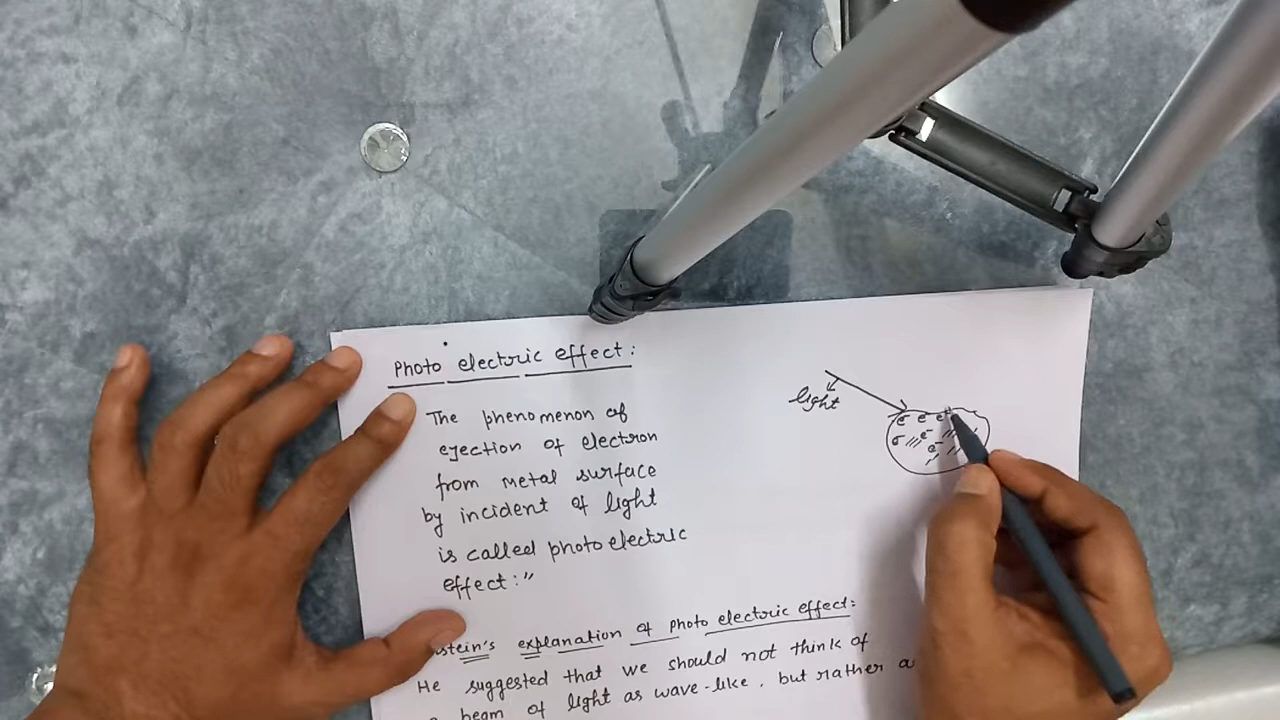 Photo electric effect:
The phenomenon of
ejection of electron
from metal surface
by incident of light
is called photoelectric
effect:"
light
e- e- e
e- e-
e-
explanation of photo electric effect:
He suggested that we should not think of
beam of light as wave-like, but rather a